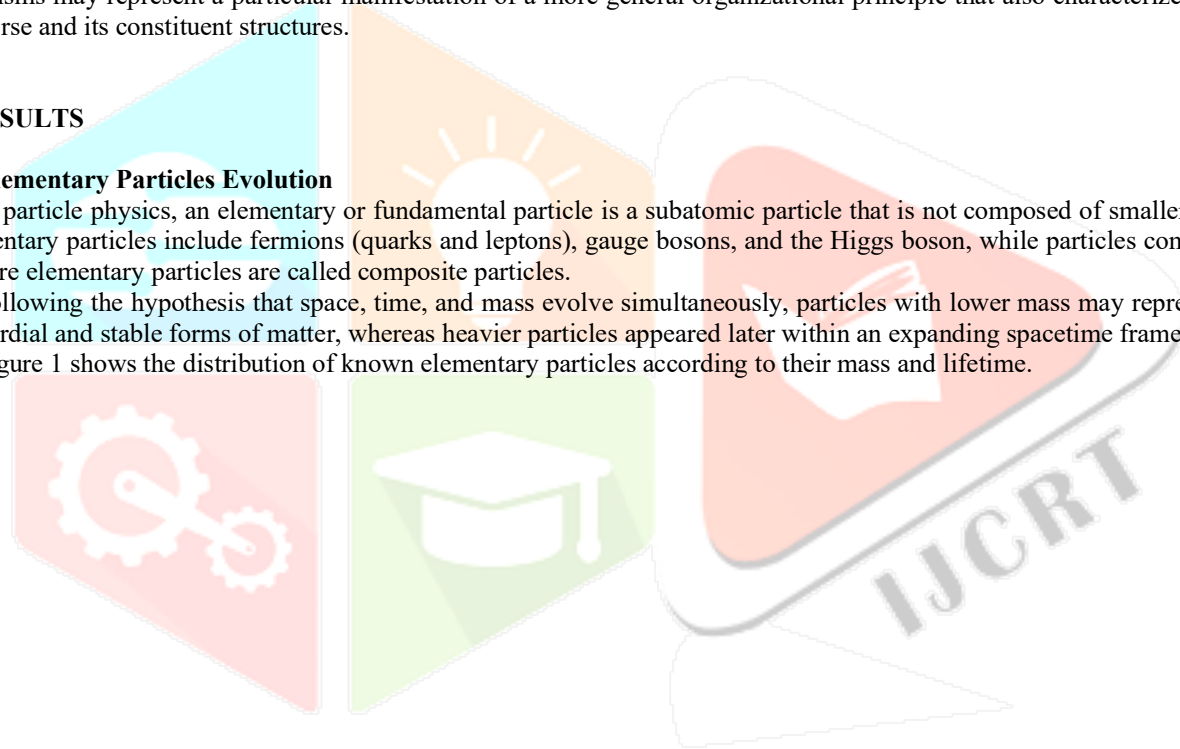 isms may represent a particular manifestation of a more general organizational principle that also characterize
rse and its constituent structures.
SULTS
lementary Particles Evolution
particle physics, an elementary or fundamental particle is a subatomic particle that is not composed of smaller
entary particles include fermions (quarks and leptons), gauge bosons, and the Higgs boson, while particles con
re elementary particles are called composite particles.
ollowing the hypothesis that space, time, and mass evolve simultaneously, particles with lower mass may repre
rdial and stable forms of matter, whereas heavier particles appeared later within an expanding spacetime frame
gure 1 shows the distribution of known elementary particles according to their mass and lifetime.
IJCRT